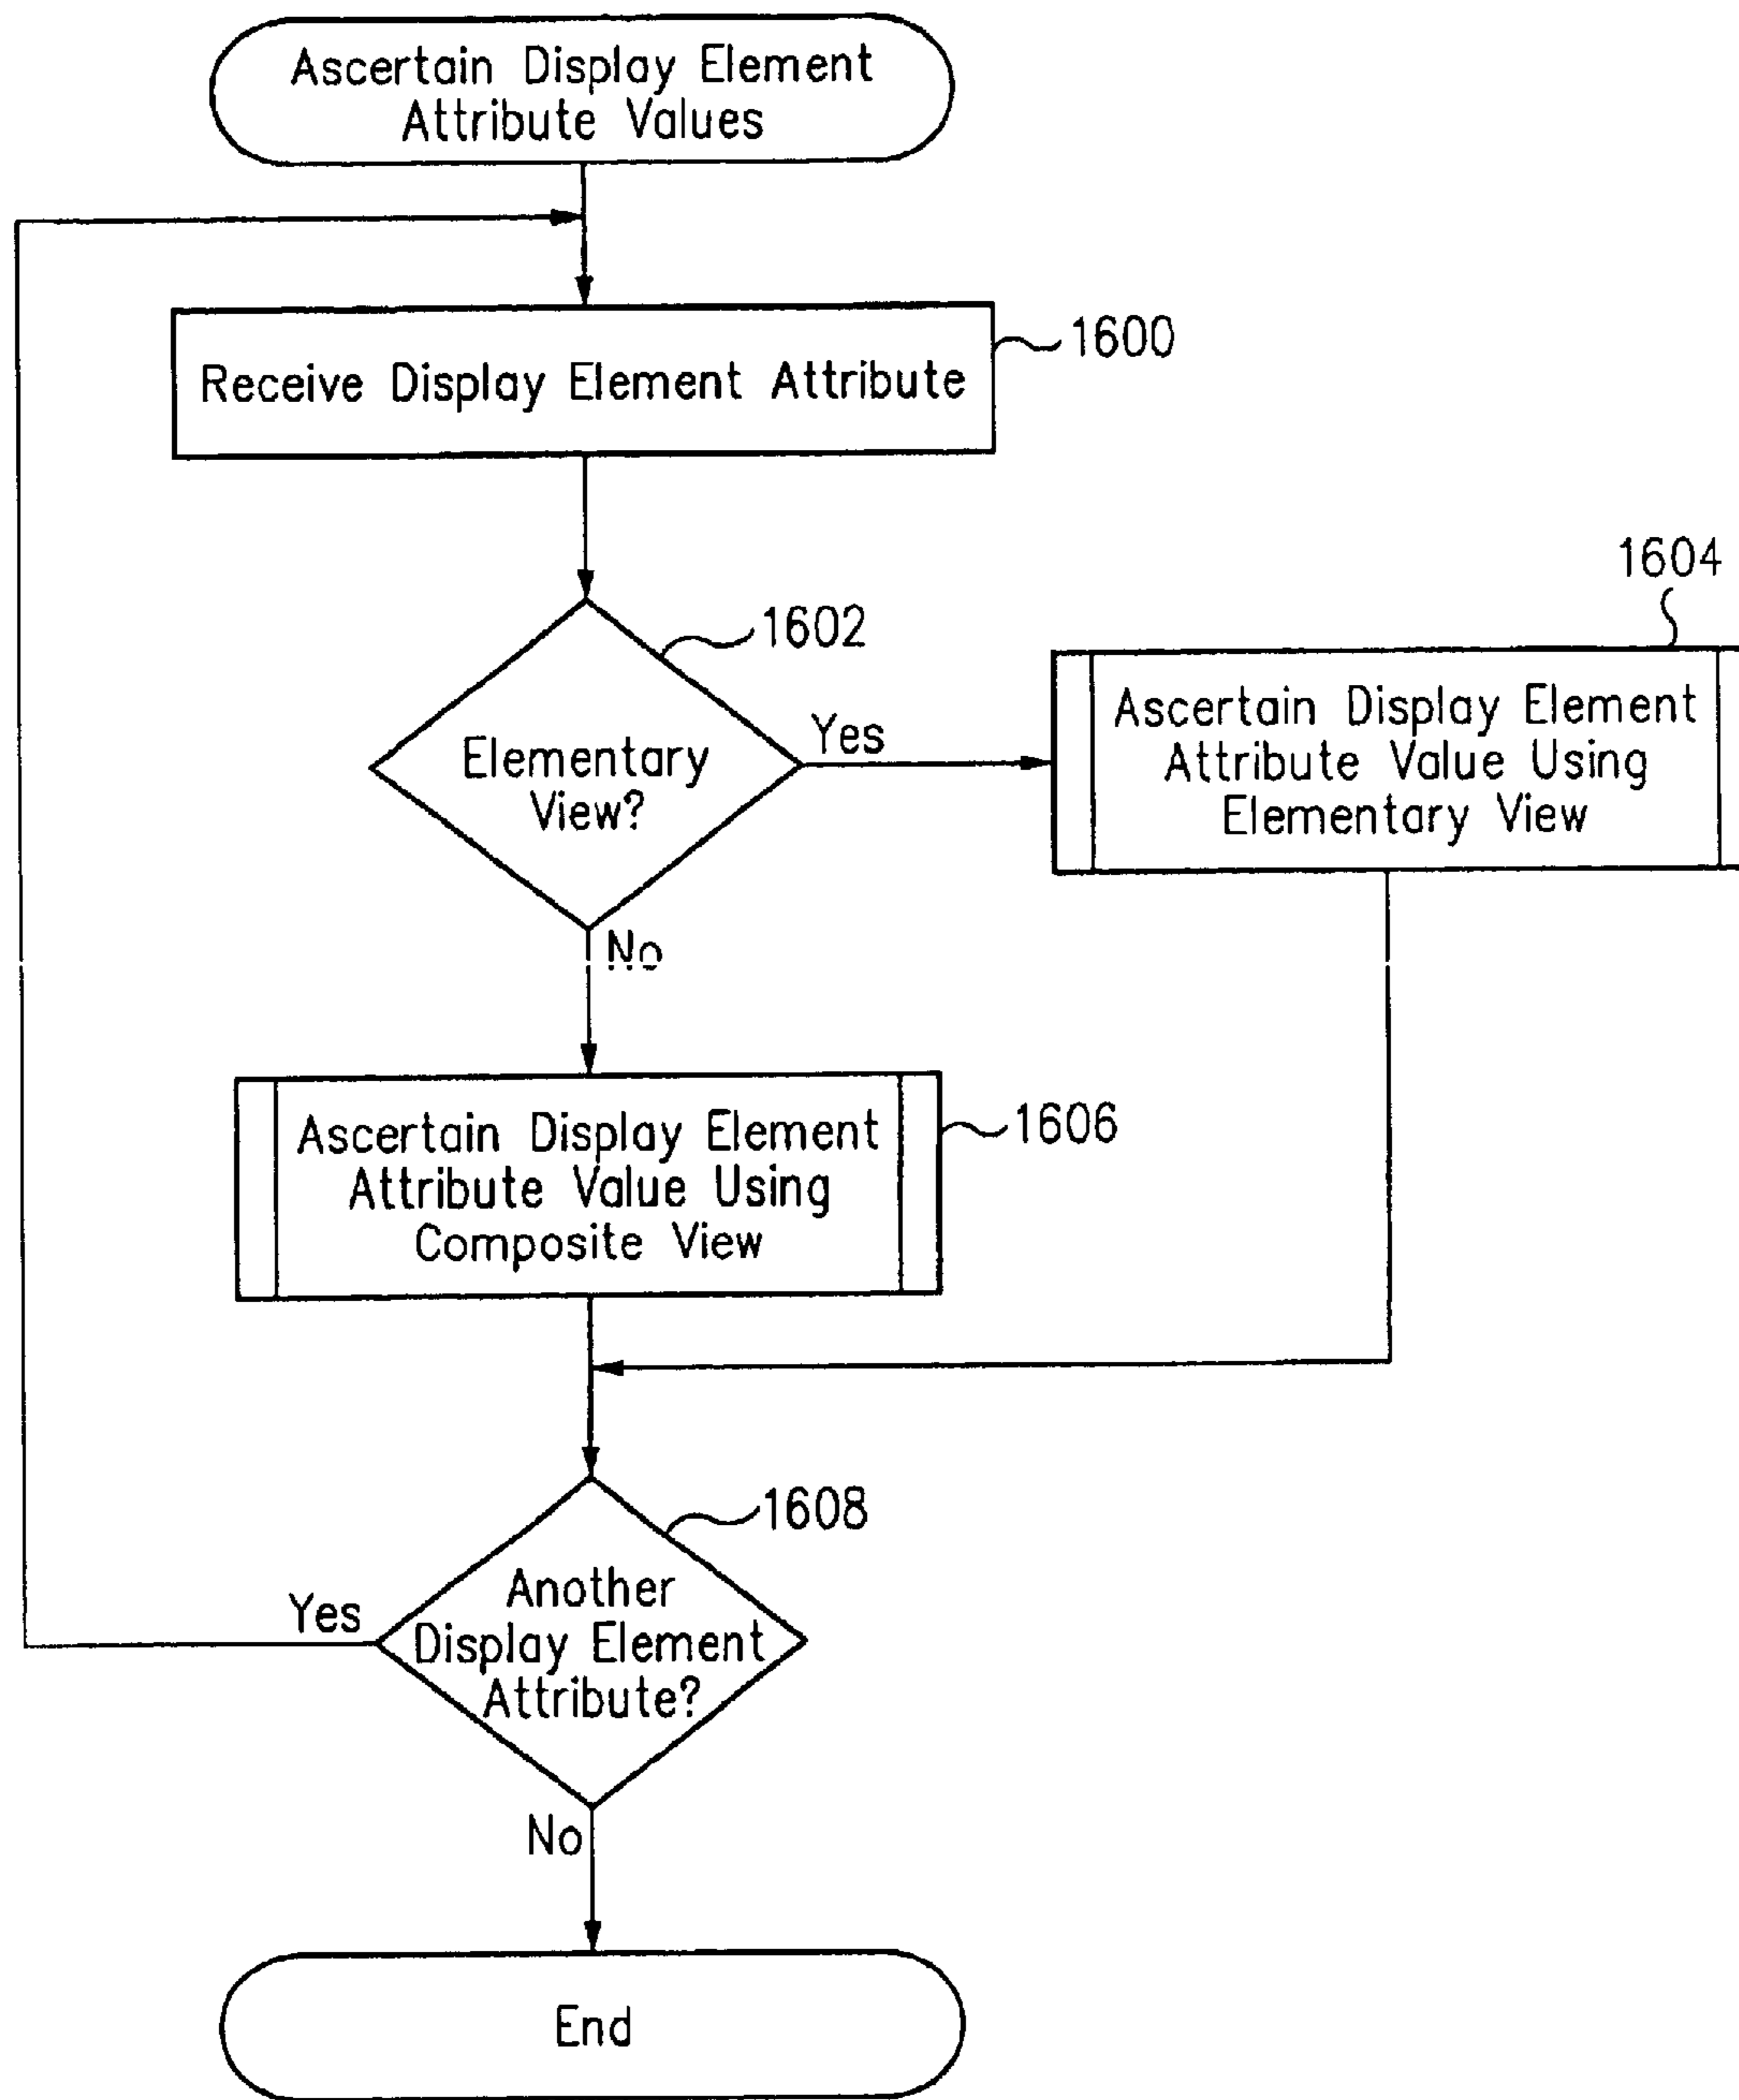 Ascertain Display Element
Attribute Values
Receive Display Element Attribute
1600
1602
Elementary
View?
Yes
1604
Ascertain Display Element
Attribute Value Using
Elementary View
No
Ascertain Display Element
Attribute Value Using
Composite View
1606
1608
Another
Display Element
Attribute?
Yes
No
End